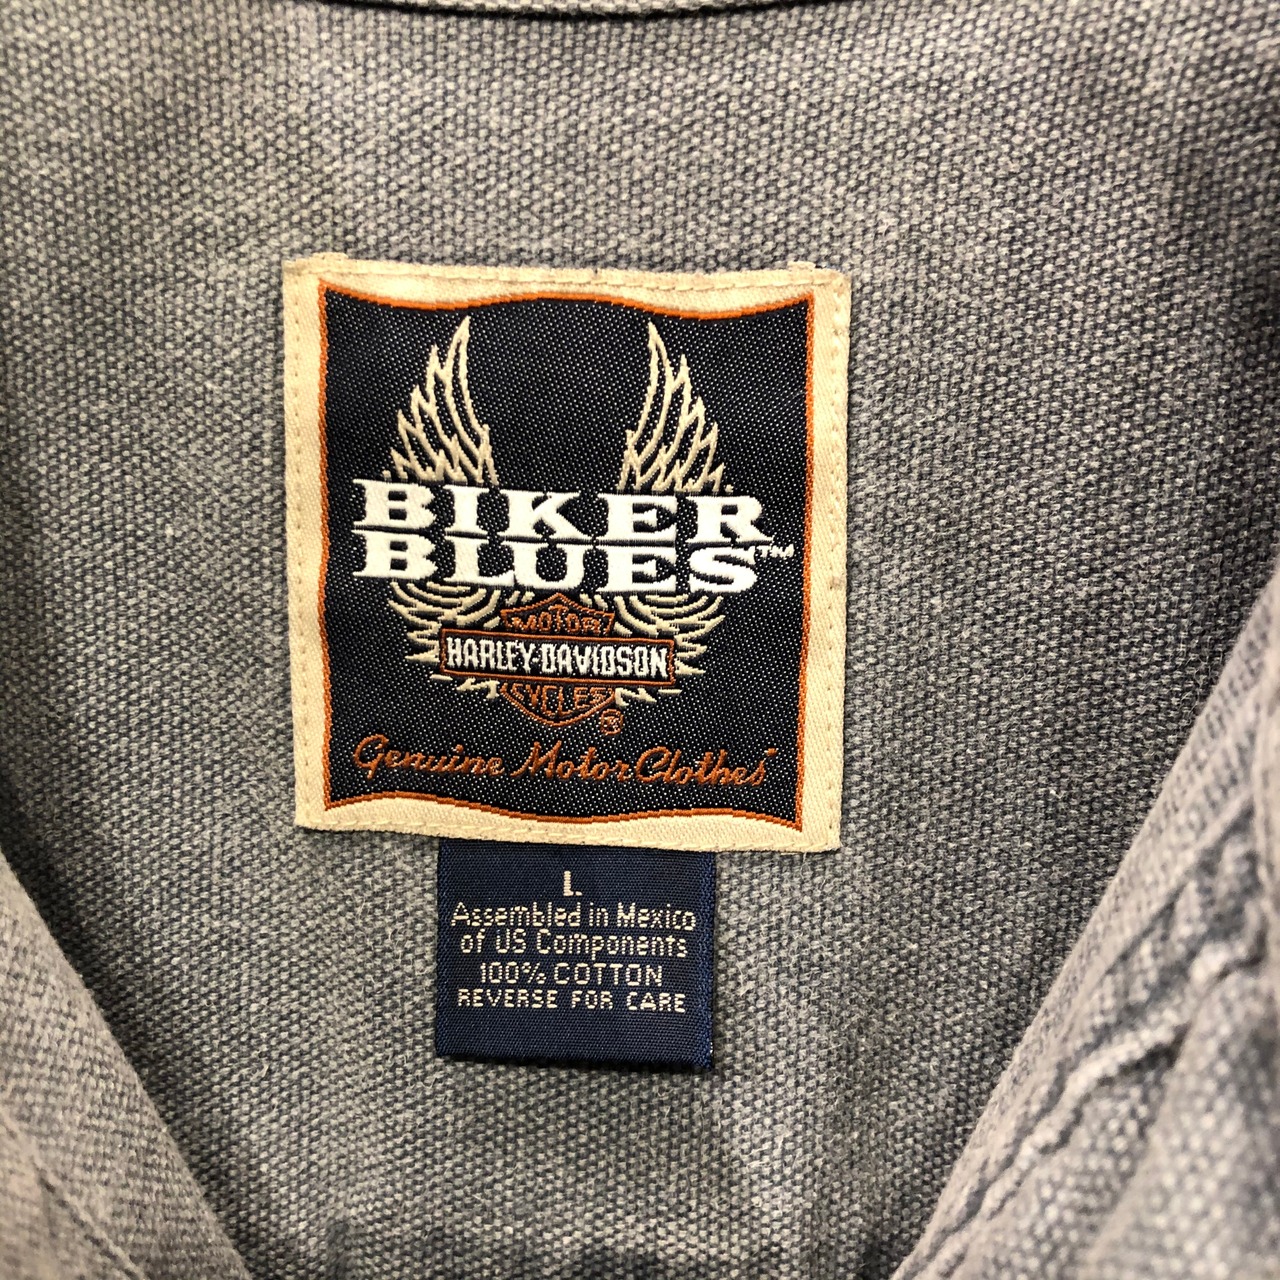 BIKER
BLUES™
MOTOR
HARLEY-DAVIDSON
CYCLES
®
Genuine Motor Clothes
L
Assembled in Mexico
of US Components
100% COTTON
REVERSE FOR CARE